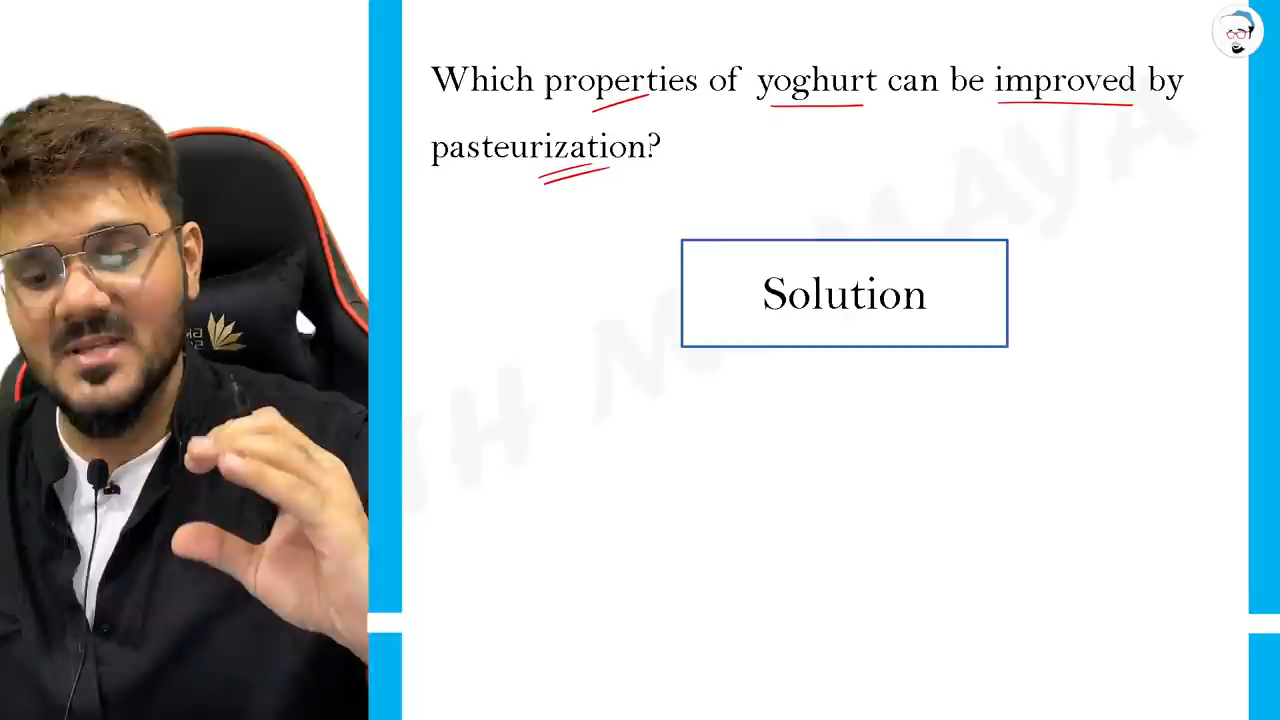 Which properties of yoghurt can be improved by
pasteurization?
Solution